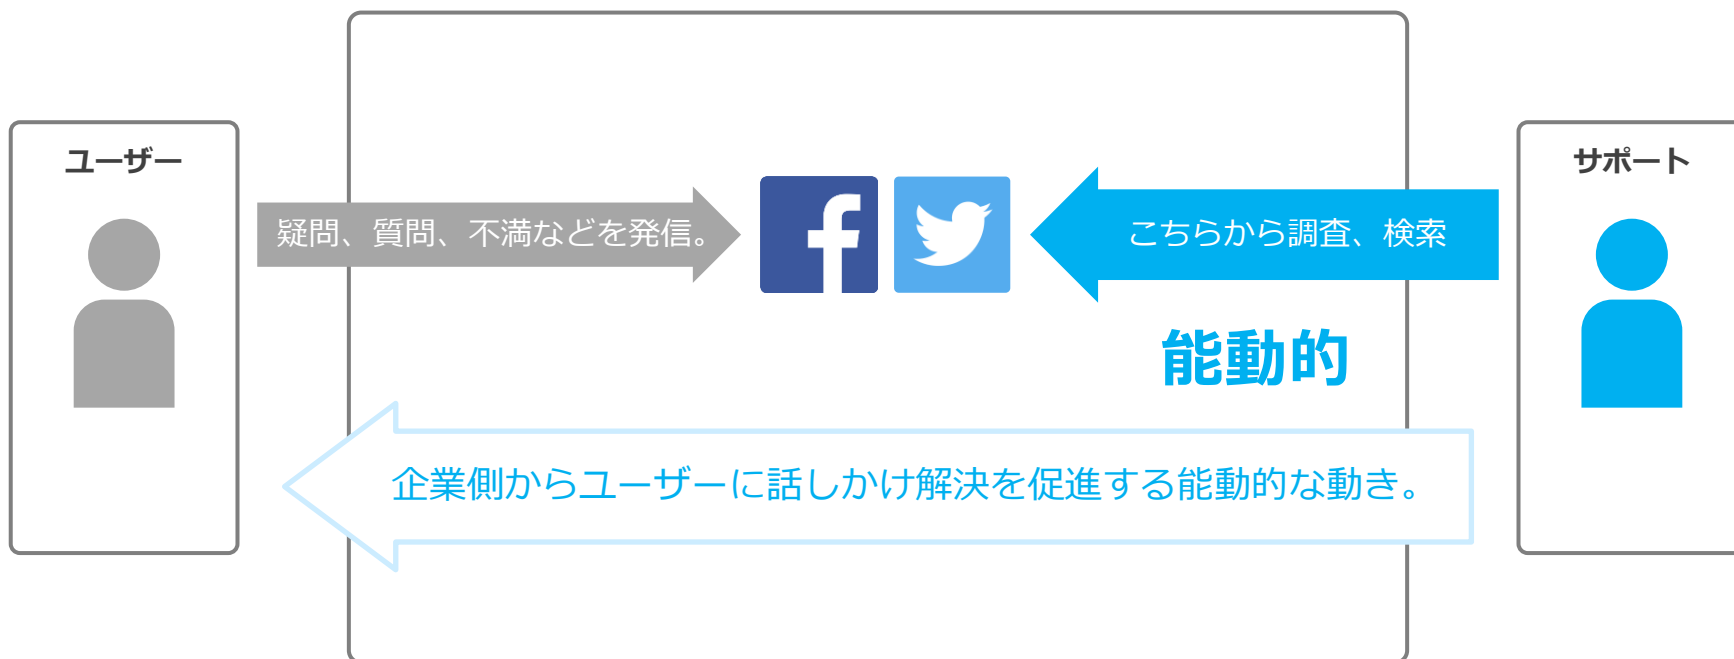 ユーザー
サポート
疑問、質問、不満などを発信。
こちらから調査、検索
能動的
企業側からユーザーに話しかけ解決を促進する能動的な動き。